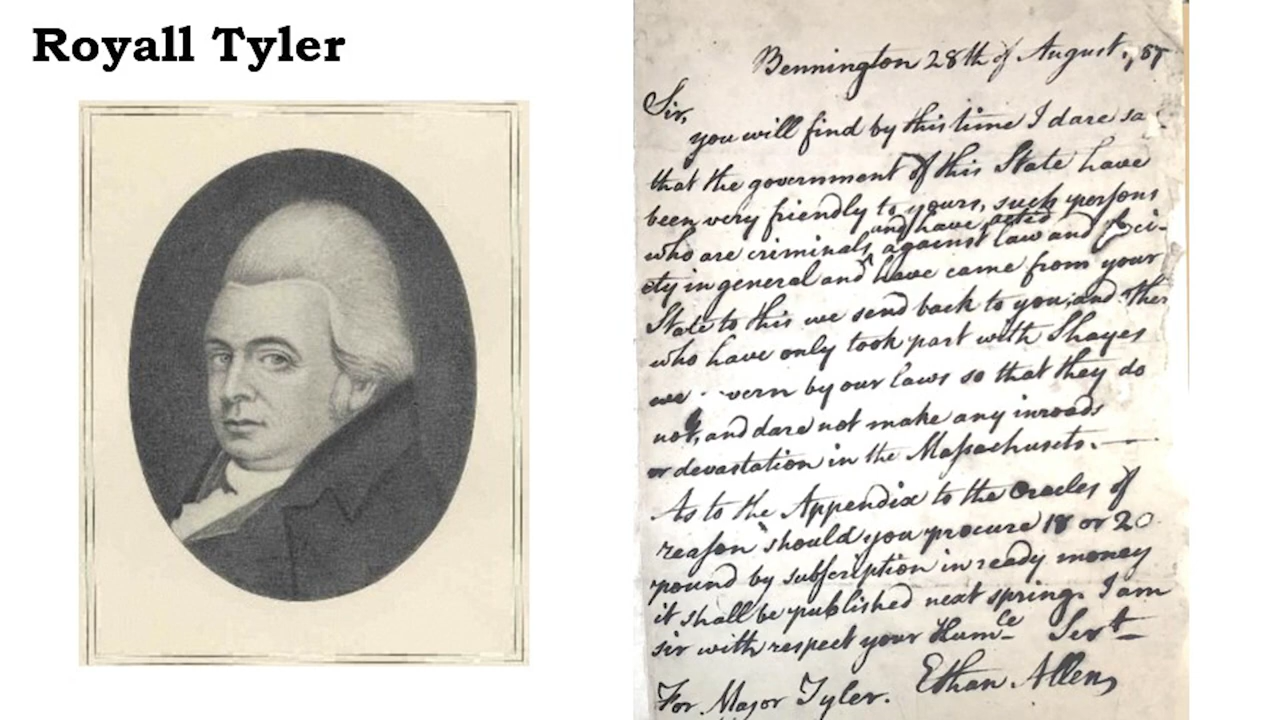 Royall Tyler
Bennington 28th of August, 87
Sir,
you will find by this time I dare sa
that the government of this State have
been very friendly to yours, such persons
and have acted
who are criminals, against law and soci-
ety in general and have came from your
State to this we send back to you, and other
who have only took part with Shayes
we vern by our laws so that they do
not, and dare not make any inroads
or devastation in the Massachusets. —
As to the Appendix to the Oracles of
reason should you procure 18 or 20
pound by subscription in ready money
it shall be published next spring. I am
sir with respect your Humce Sert
For Major Tyler. Ethan Allen